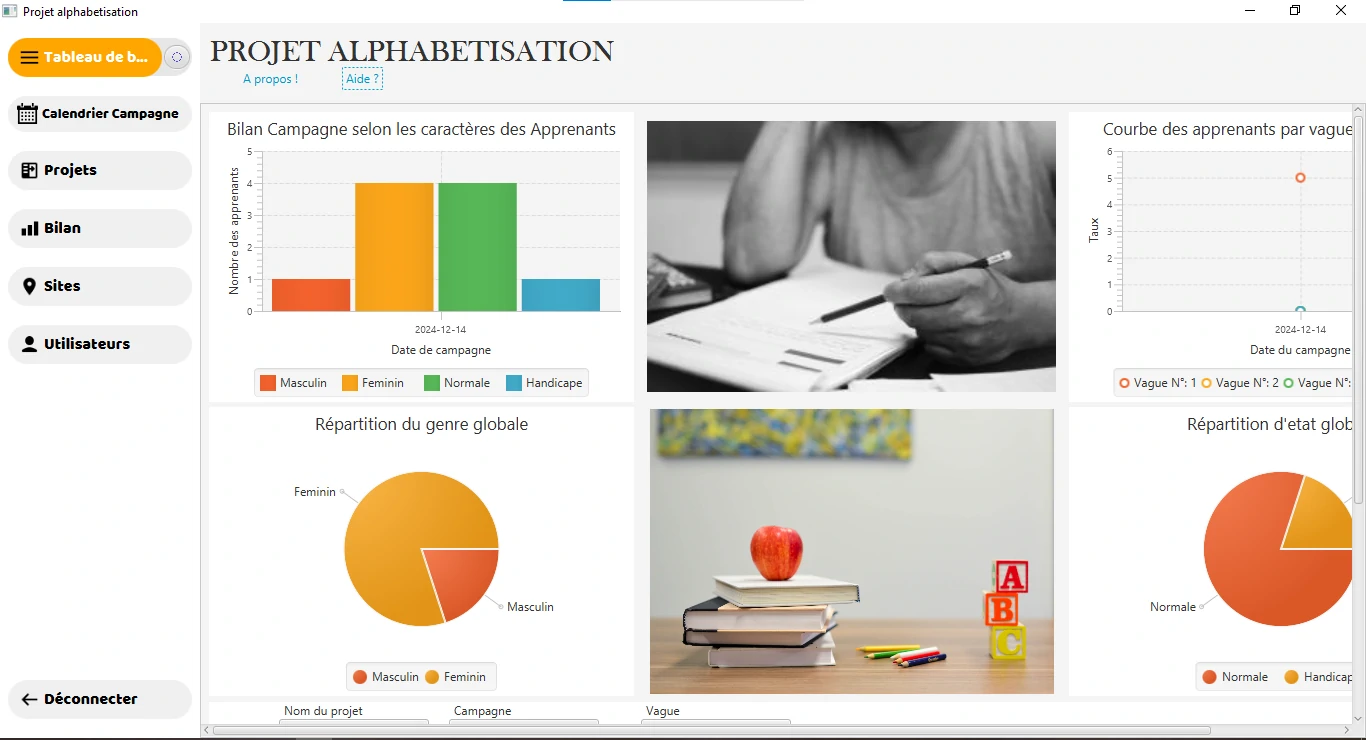 Projet alphabetisation
Tableau de b...
Calendrier Campagne
Projets
Bilan
Sites
Utilisateurs
Déconnecter
PROJET ALPHABETISATION
A propos ! Aide ?
Bilan Campagne selon les caractères des Apprenants
Nombre des apprenants
5
4
3
2
1
0
2024-12-14
Date de campagne
Masculin Feminin Normale Handicape
Courbe des apprenants par vague
Taux
6
5
4
3
2
1
0
2024-12-14
Date du campagne
Vague N°: 1 Vague N°: 2 Vague N°:
Répartition du genre globale
Feminin
Masculin
Masculin Feminin
A
B
C
Répartition d'etat glob
Normale
Normale Handicap
Nom du projet Campagne Vague